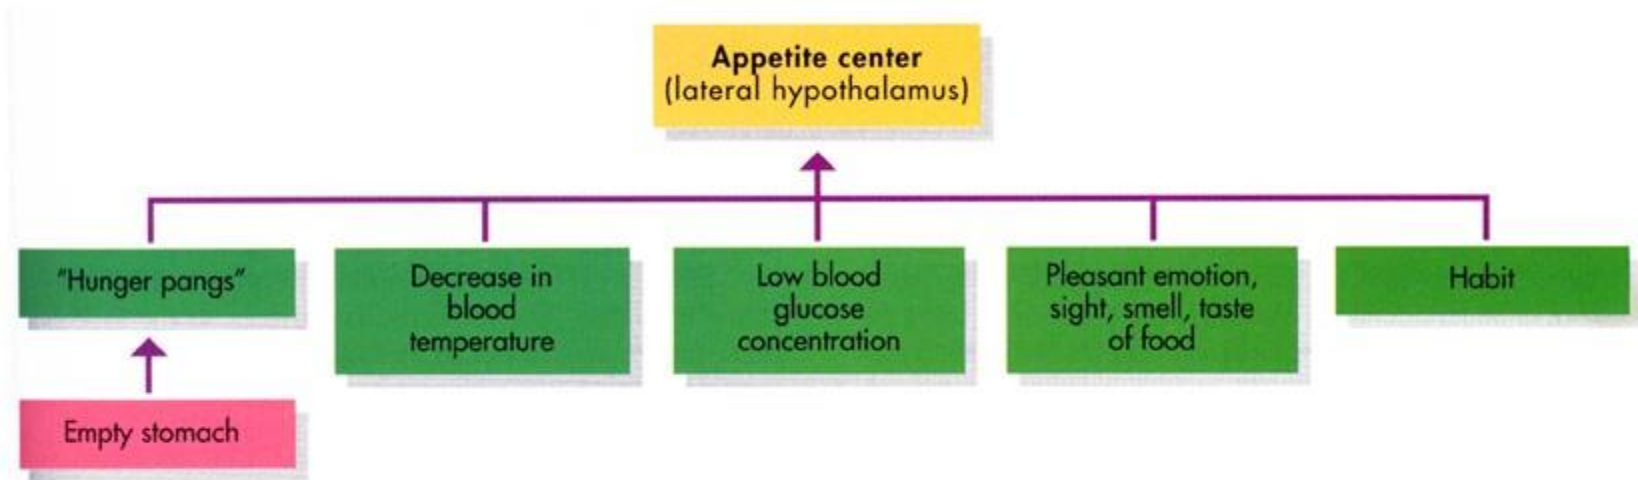 Appetite center
(lateral hypothalamus)
"Hunger pangs"
Decrease in
blood
temperature
Low blood
glucose
concentration
Pleasant emotion,
sight, smell, taste
of food
Habit
Empty stomach